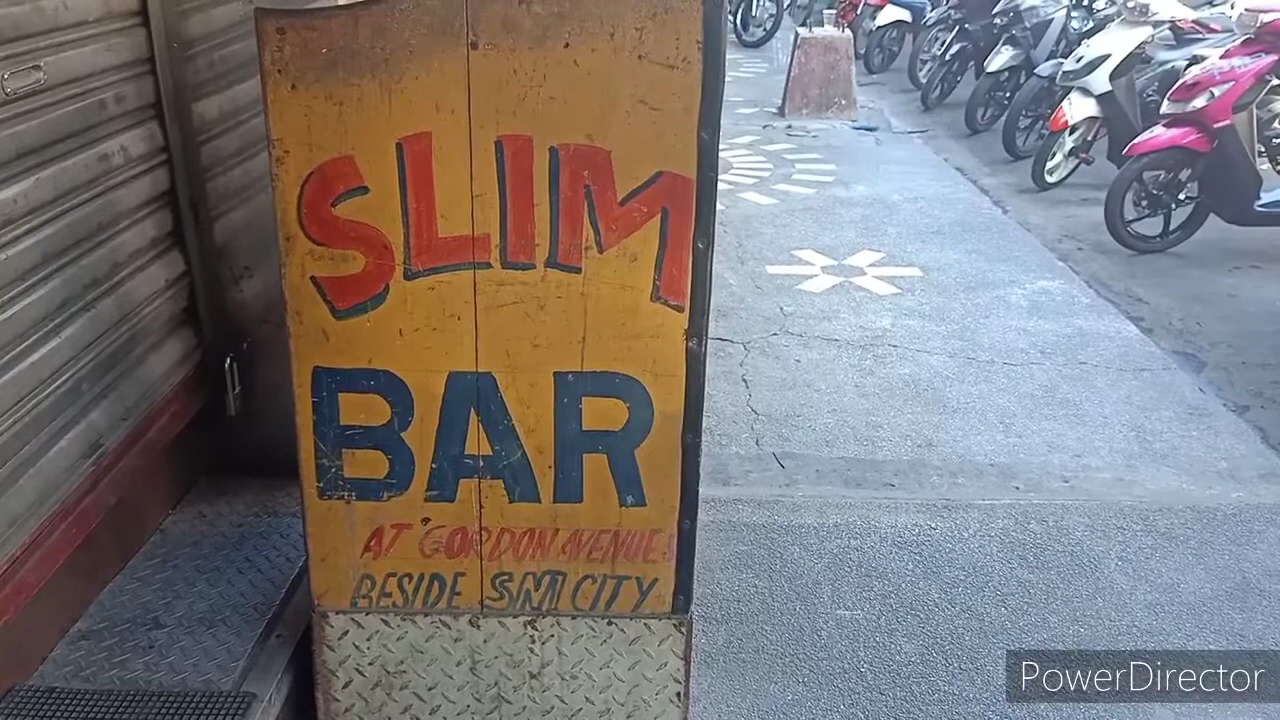 SLIM
BAR
AT GORDON AVENUE
BESIDE SM CITY
PowerDirector